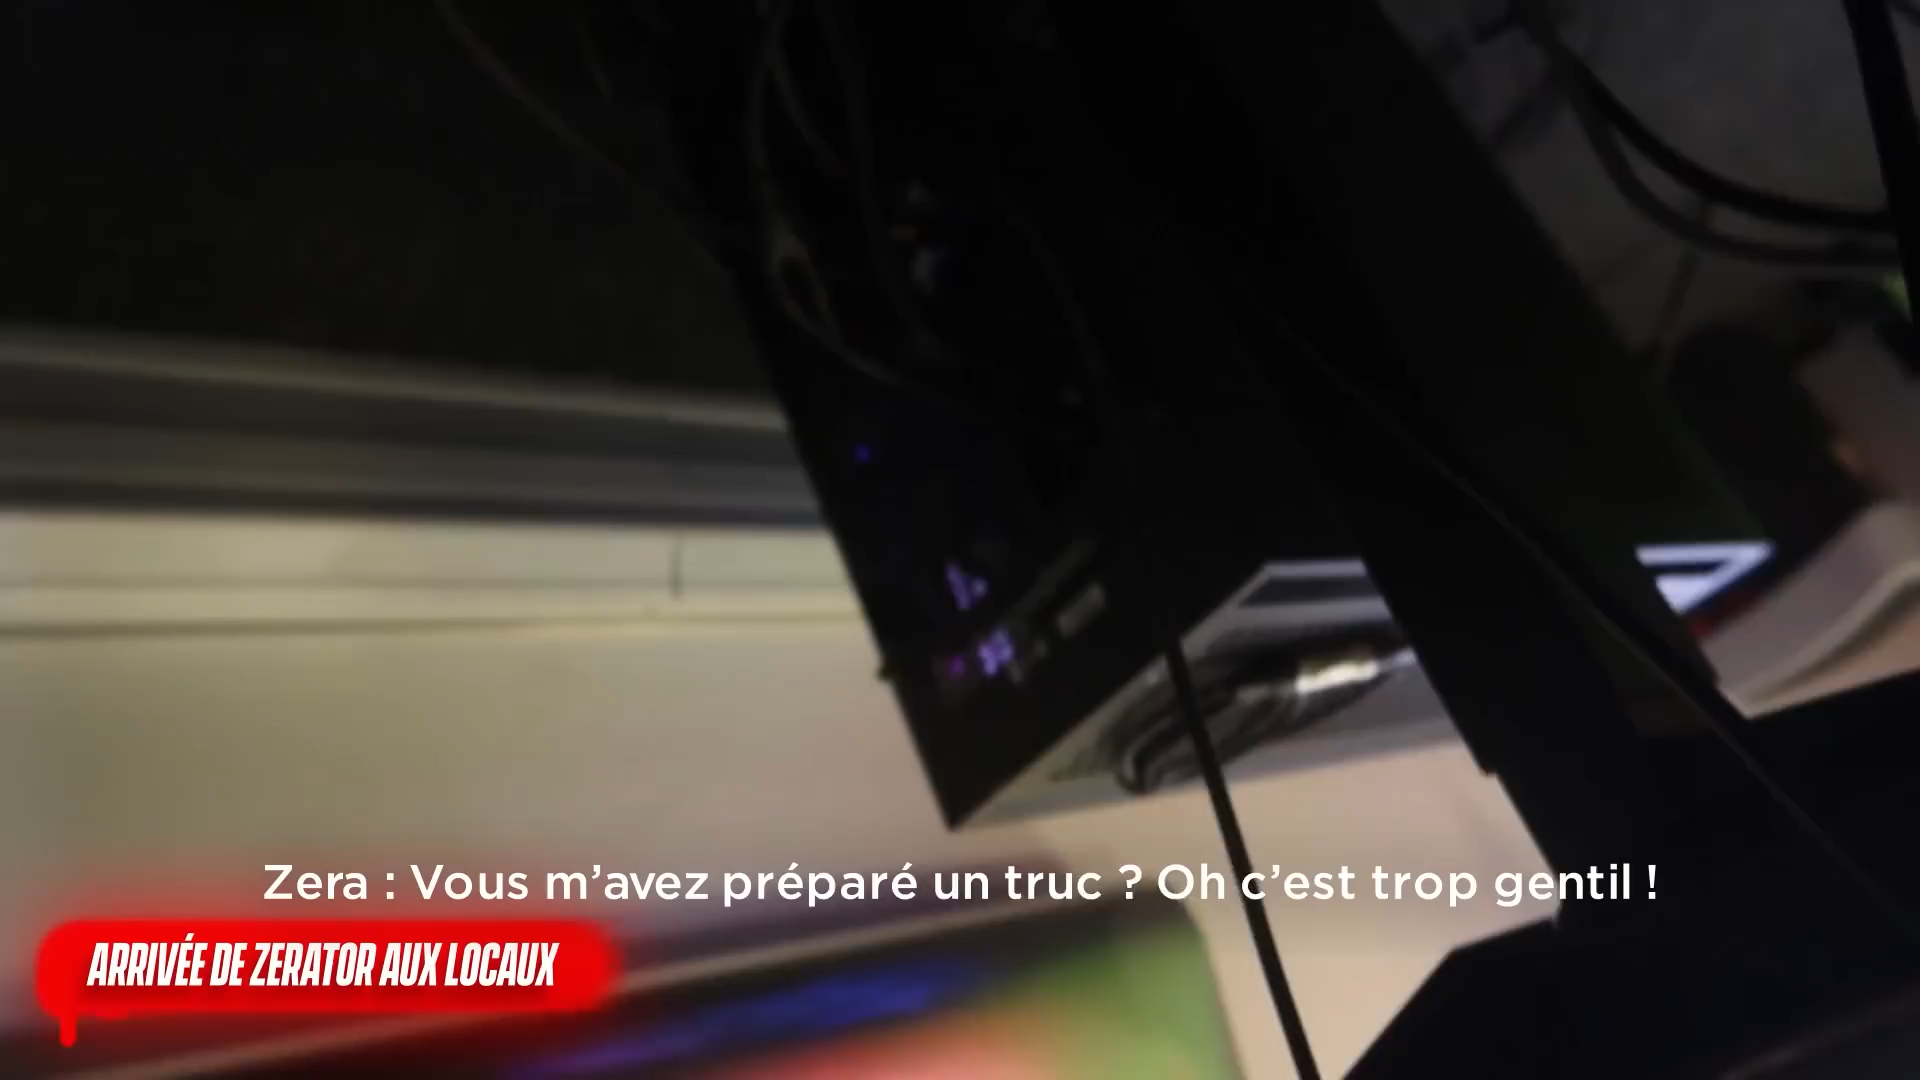 Zera : Vous m’avez préparé un truc ? Oh c’est trop gentil !
ARRIVÉE DE ZERATOR AUX LOCAUX